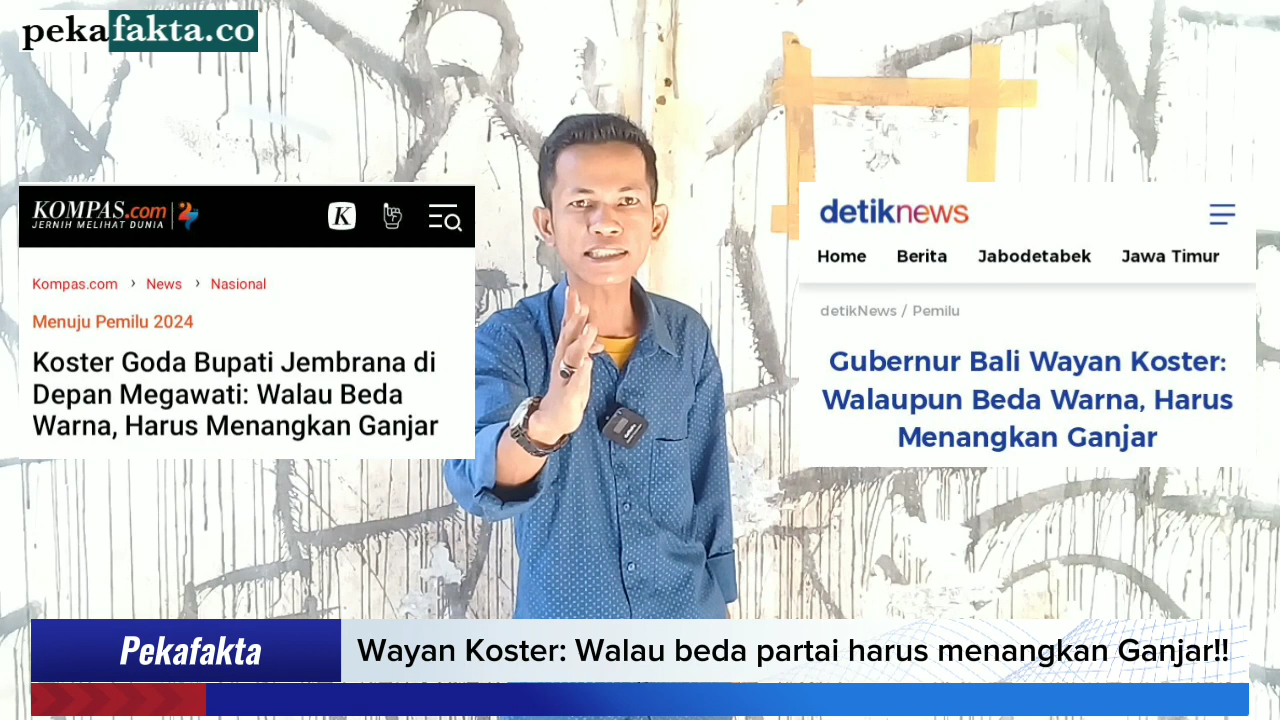 pekafakta.co
KOMPAS.com
JERNIH MELIHAT DUNIA
K
Kompas.com › News › Nasional
Menuju Pemilu 2024
Koster Goda Bupati Jembrana di
Depan Megawati: Walau Beda
Warna, Harus Menangkan Ganjar
detiknews
Home Berita Jabodetabek Jawa Timur
detikNews / Pemilu
Gubernur Bali Wayan Koster:
Walaupun Beda Warna, Harus
Menangkan Ganjar
Pekafakta
Wayan Koster: Walau beda partai harus menangkan Ganjar!!